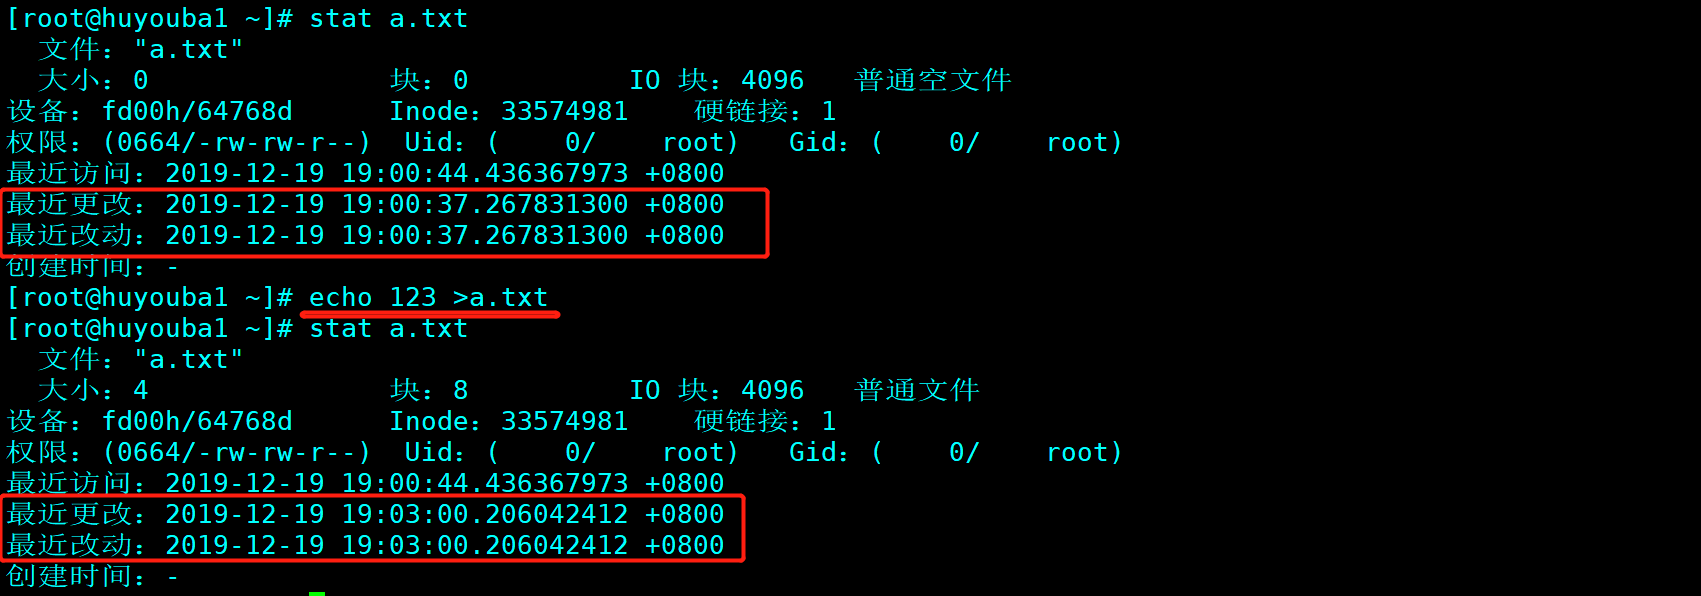 [root@huyouba1 ~]# stat a.txt
  文件："a.txt"
  大小：0               块：0          IO 块：4096   普通空文件
设备：fd00h/64768d      Inode：33574981    硬链接：1
权限：(0664/-rw-rw-r--)  Uid：(    0/    root)   Gid：(    0/    root)
最近访问：2019-12-19 19:00:44.436367973 +0800
最近更改：2019-12-19 19:00:37.267831300 +0800
最近改动：2019-12-19 19:00:37.267831300 +0800
创建时间：-
[root@huyouba1 ~]# echo 123 >a.txt
[root@huyouba1 ~]# stat a.txt
  文件："a.txt"
  大小：4               块：8          IO 块：4096   普通文件
设备：fd00h/64768d      Inode：33574981    硬链接：1
权限：(0664/-rw-rw-r--)  Uid：(    0/    root)   Gid：(    0/    root)
最近访问：2019-12-19 19:00:44.436367973 +0800
最近更改：2019-12-19 19:03:00.206042412 +0800
最近改动：2019-12-19 19:03:00.206042412 +0800
创建时间：-